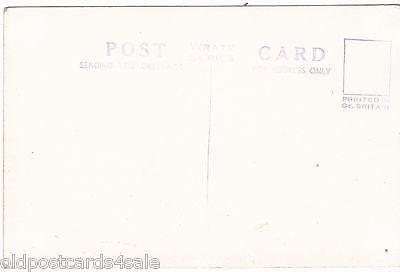 POST WRATE SERIES CARD
FOR ADDRESS ONLY
PRINTED IN
Gt. BRITAIN
oldpostcards4sale